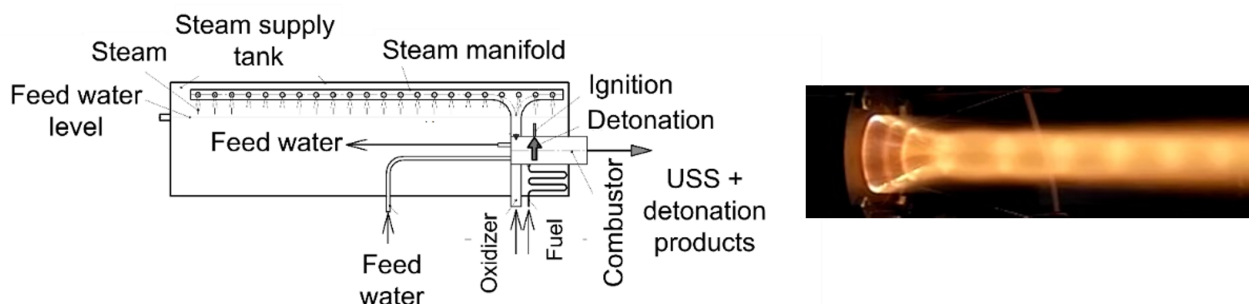 Steam supply
tank
Steam
Steam manifold
Feed water
level
Ignition
Detonation
Feed water
Feed
water
Oxidizer
Fuel
Combustor
USS +
detonation
products